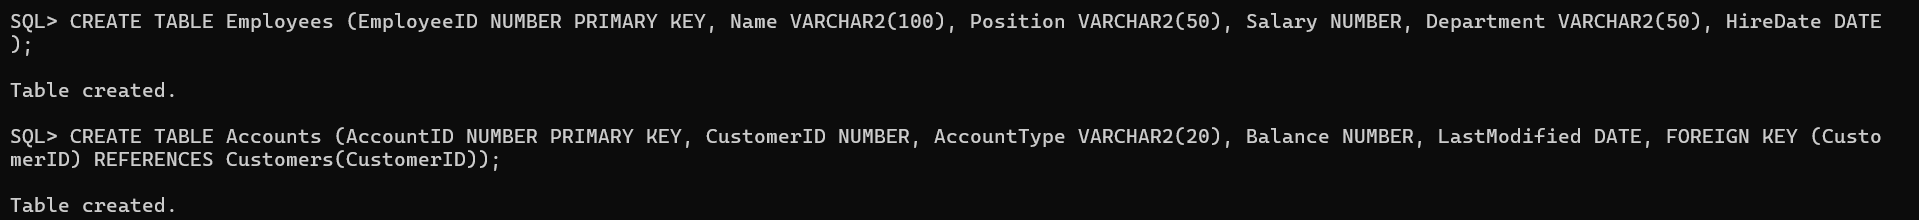 SQL> CREATE TABLE Employees (EmployeeID NUMBER PRIMARY KEY, Name VARCHAR2(100), Position VARCHAR2(50), Salary NUMBER, Department VARCHAR2(50), HireDate DATE
);
Table created.
SQL> CREATE TABLE Accounts (AccountID NUMBER PRIMARY KEY, CustomerID NUMBER, AccountType VARCHAR2(20), Balance NUMBER, LastModified DATE, FOREIGN KEY (Custo
merID) REFERENCES Customers(CustomerID));
Table created.